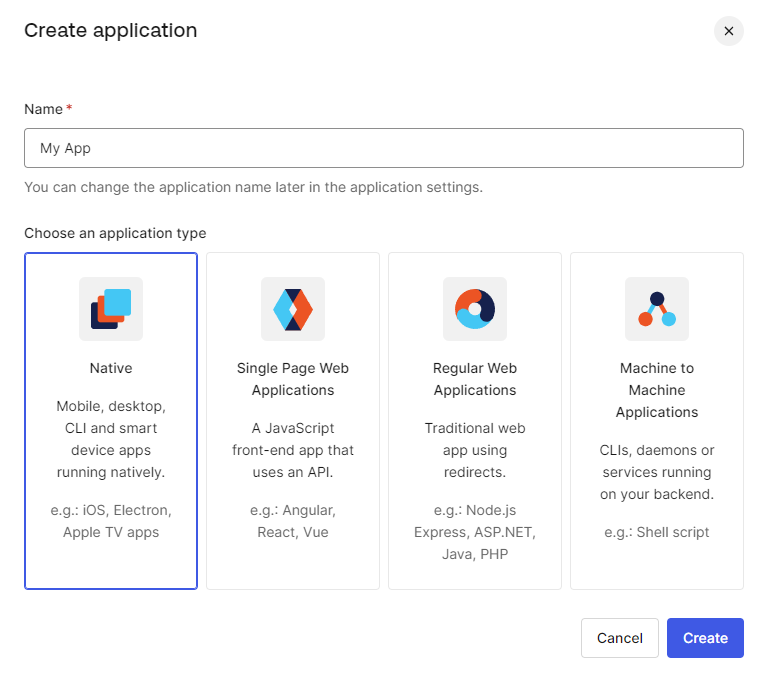 Create application
Name *
My App
You can change the application name later in the application settings.
Choose an application type
Native
Mobile, desktop,
CLI and smart
device apps
running natively.
e.g.: iOS, Electron,
Apple TV apps
Single Page Web
Applications
A JavaScript
front-end app that
uses an API.
e.g.: Angular,
React, Vue
Regular Web
Applications
Traditional web
app using
redirects.
e.g.: Node.js
Express, ASP.NET,
Java, PHP
Machine to
Machine
Applications
CLIs, daemons or
services running
on your backend.
e.g.: Shell script
Cancel
Create